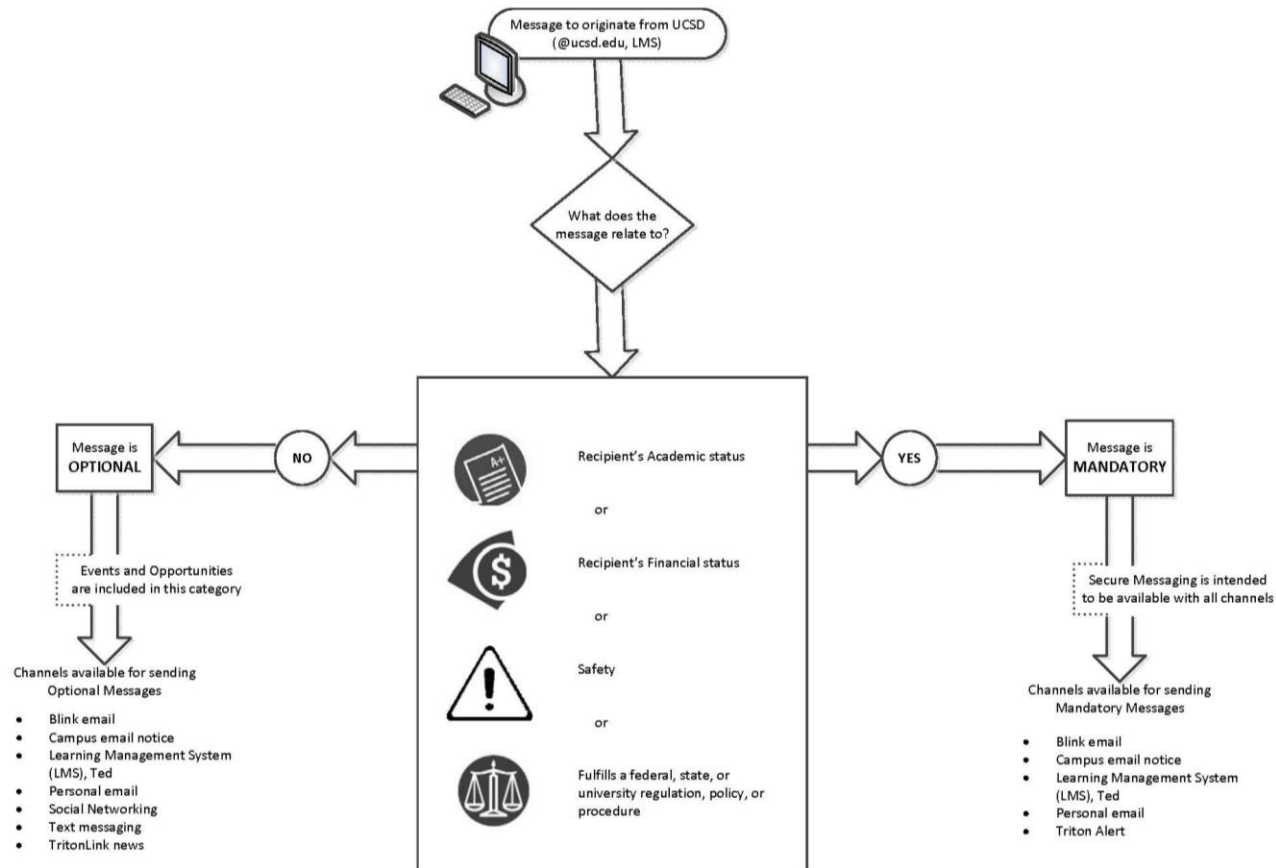 Message to originate from UCSD
(@ucsd.edu, LMS)
What does the
message relate to?
Message is
OPTIONAL
NO
A+
Recipient's Academic status
or
$
Recipient's Financial status
or
!
Safety
or
Fulfills a federal, state, or
university regulation, policy, or
procedure
YES
Message is
MANDATORY
Events and Opportunities
are included in this category
Channels available for sending
Optional Messages
• Blink email
• Campus email notice
• Learning Management System
(LMS), Ted
• Personal email
• Social Networking
• Text messaging
• TritonLink news
Secure Messaging is intended
to be available with all channels
Channels available for sending
Mandatory Messages
• Blink email
• Campus email notice
• Learning Management System
(LMS), Ted
• Personal email
• Triton Alert